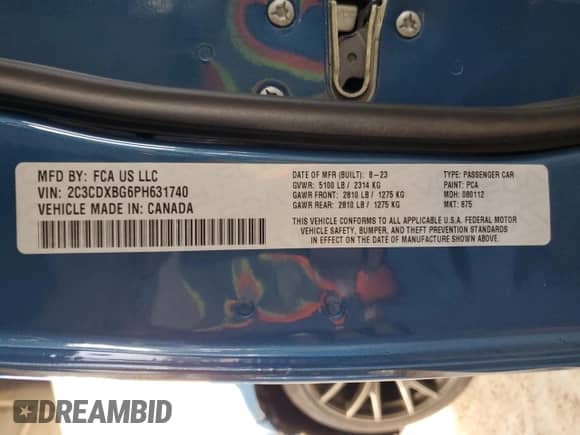 MFD BY: FCA US LLC
VIN: 2C3CDXBG6PH631740
VEHICLE MADE IN: CANADA
DATE OF MFR (BUILT): 8-23
GVWR: 5100 LB / 2314 KG
GAWR FRONT: 2810 LB / 1275 KG
GAWR REAR: 2810 LB / 1275 KG
TYPE: PASSENGER CAR
PAINT: PCA
MDH: 080112
MKT: 875
THIS VEHICLE CONFORMS TO ALL APPLICABLE U.S.A. FEDERAL MOTOR
VEHICLE SAFETY, BUMPER, AND THEFT PREVENTION STANDARDS
IN EFFECT ON THE DATE OF MANUFACTURE SHOWN ABOVE.
DREAMBID